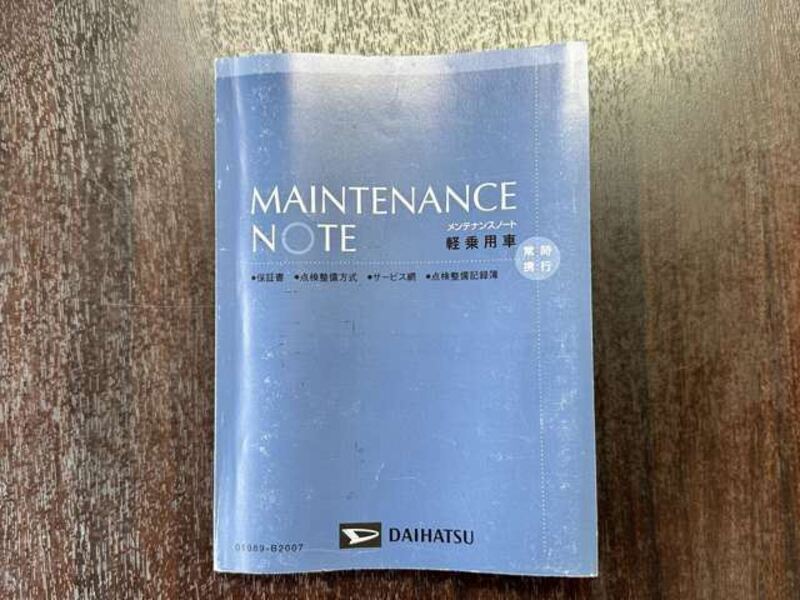 MAINTENANCE
NOTE
メンテナンスノート
軽乗用車
常時
携行
●保証書 ●点検整備方式 ●サービス網 ●点検整備記録簿
DAIHATSU
01989-B2007